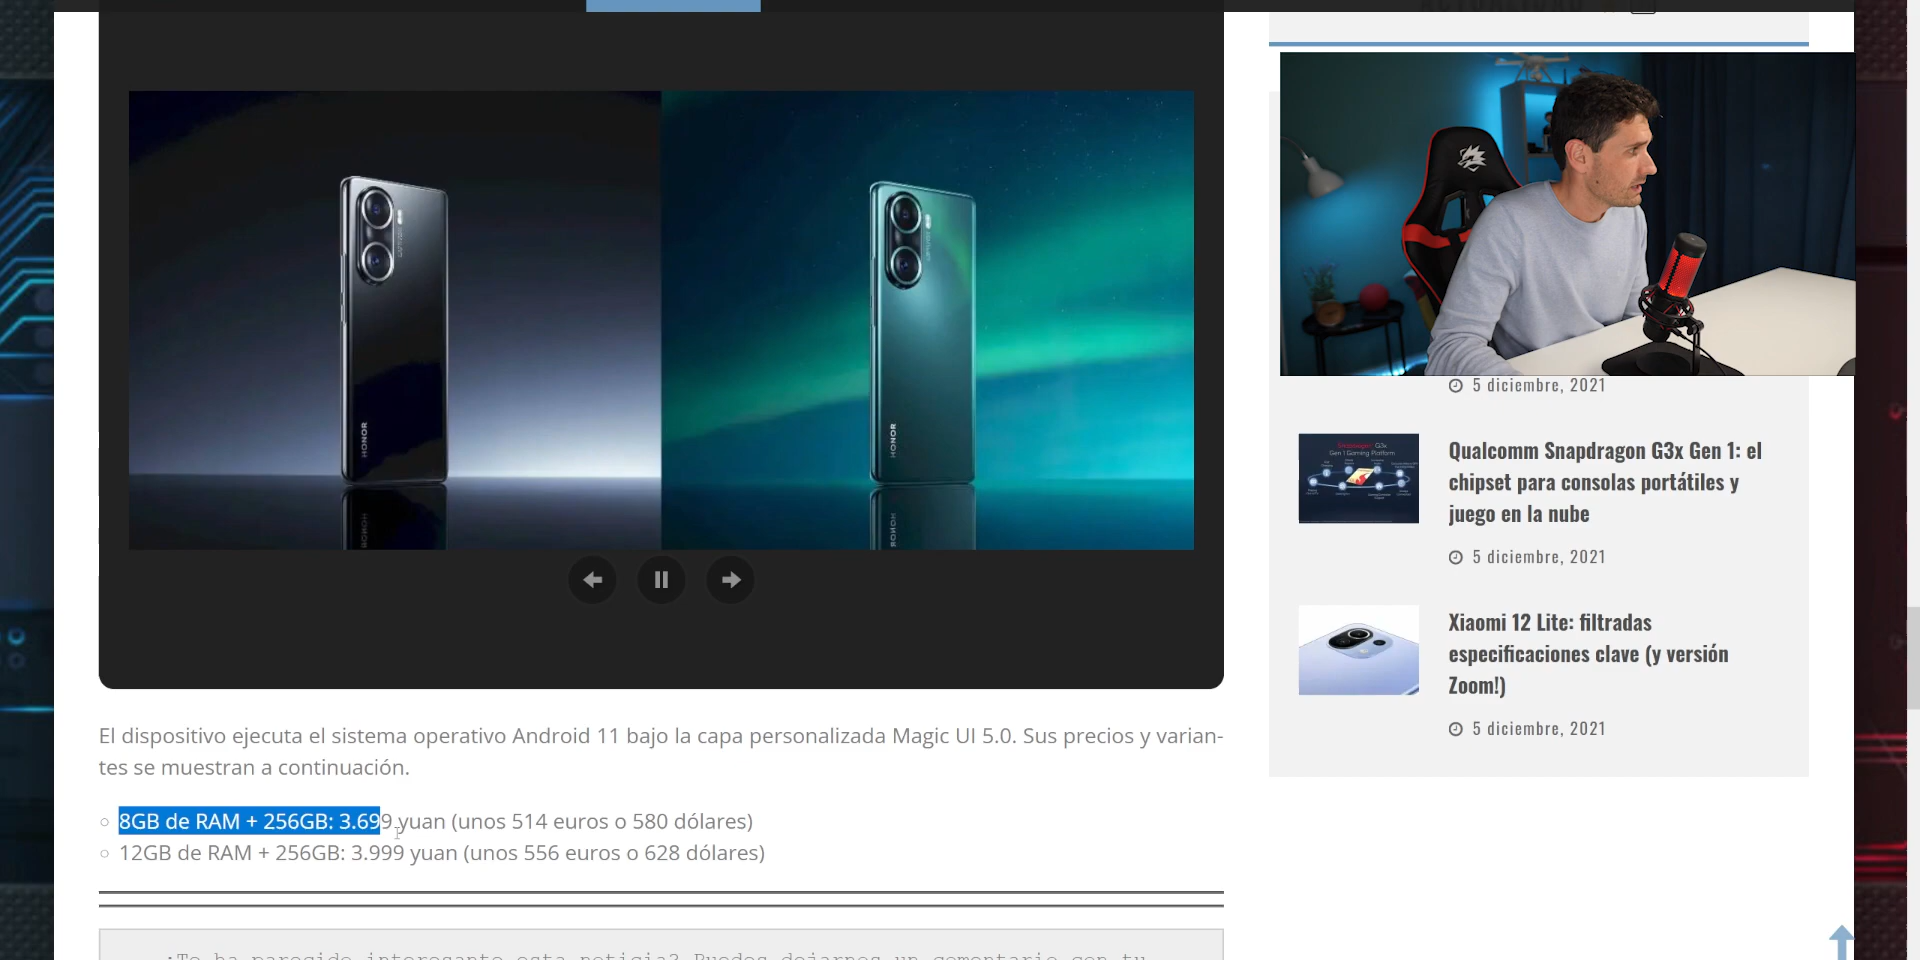 HONOR
HONOR
5 diciembre, 2021
Qualcomm Snapdragon G3x Gen 1: el
chipset para consolas portátiles y
juego en la nube
5 diciembre, 2021
Xiaomi 12 Lite: filtradas
especificaciones clave (y versión
Zoom!)
5 diciembre, 2021
El dispositivo ejecuta el sistema operativo Android 11 bajo la capa personalizada Magic UI 5.0. Sus precios y varian-
tes se muestran a continuación.
8GB de RAM + 256GB: 3.699 yuan (unos 514 euros o 580 dólares)
12GB de RAM + 256GB: 3.999 yuan (unos 556 euros o 628 dólares)